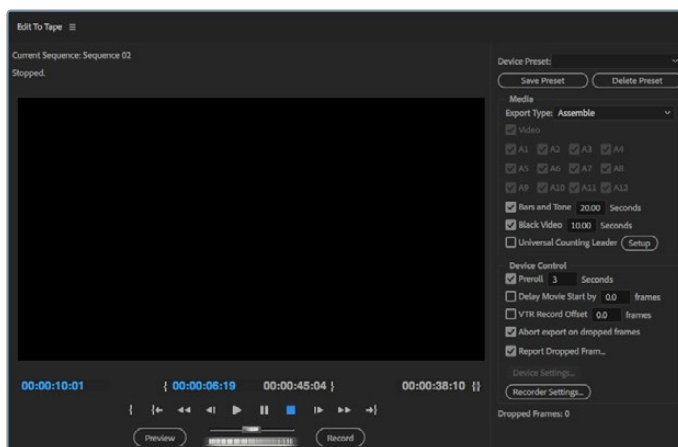 Edit To Tape
Current Sequence: Sequence 02
Stopped.
00:00:10:01
{ 00:00:06:19
00:00:45:04 }
00:00:38:10 {}
Preview
Record
Device Preset:
Save Preset
Delete Preset
Media
Export Type: Assemble
Video
A1 A2 A3 A4
A5 A6 A7 A8
A9 A10 A11 A12
Bars and Tone 20.00 Seconds
Black Video 10.00 Seconds
Universal Counting Leader Setup
Device Control
Preroll 3 Seconds
Delay Movie Start by 0.0 frames
VTR Record Offset 0.0 frames
Abort export on dropped frames
Report Dropped Fram...
Device Settings...
Recorder Settings...
Dropped Frames: 0